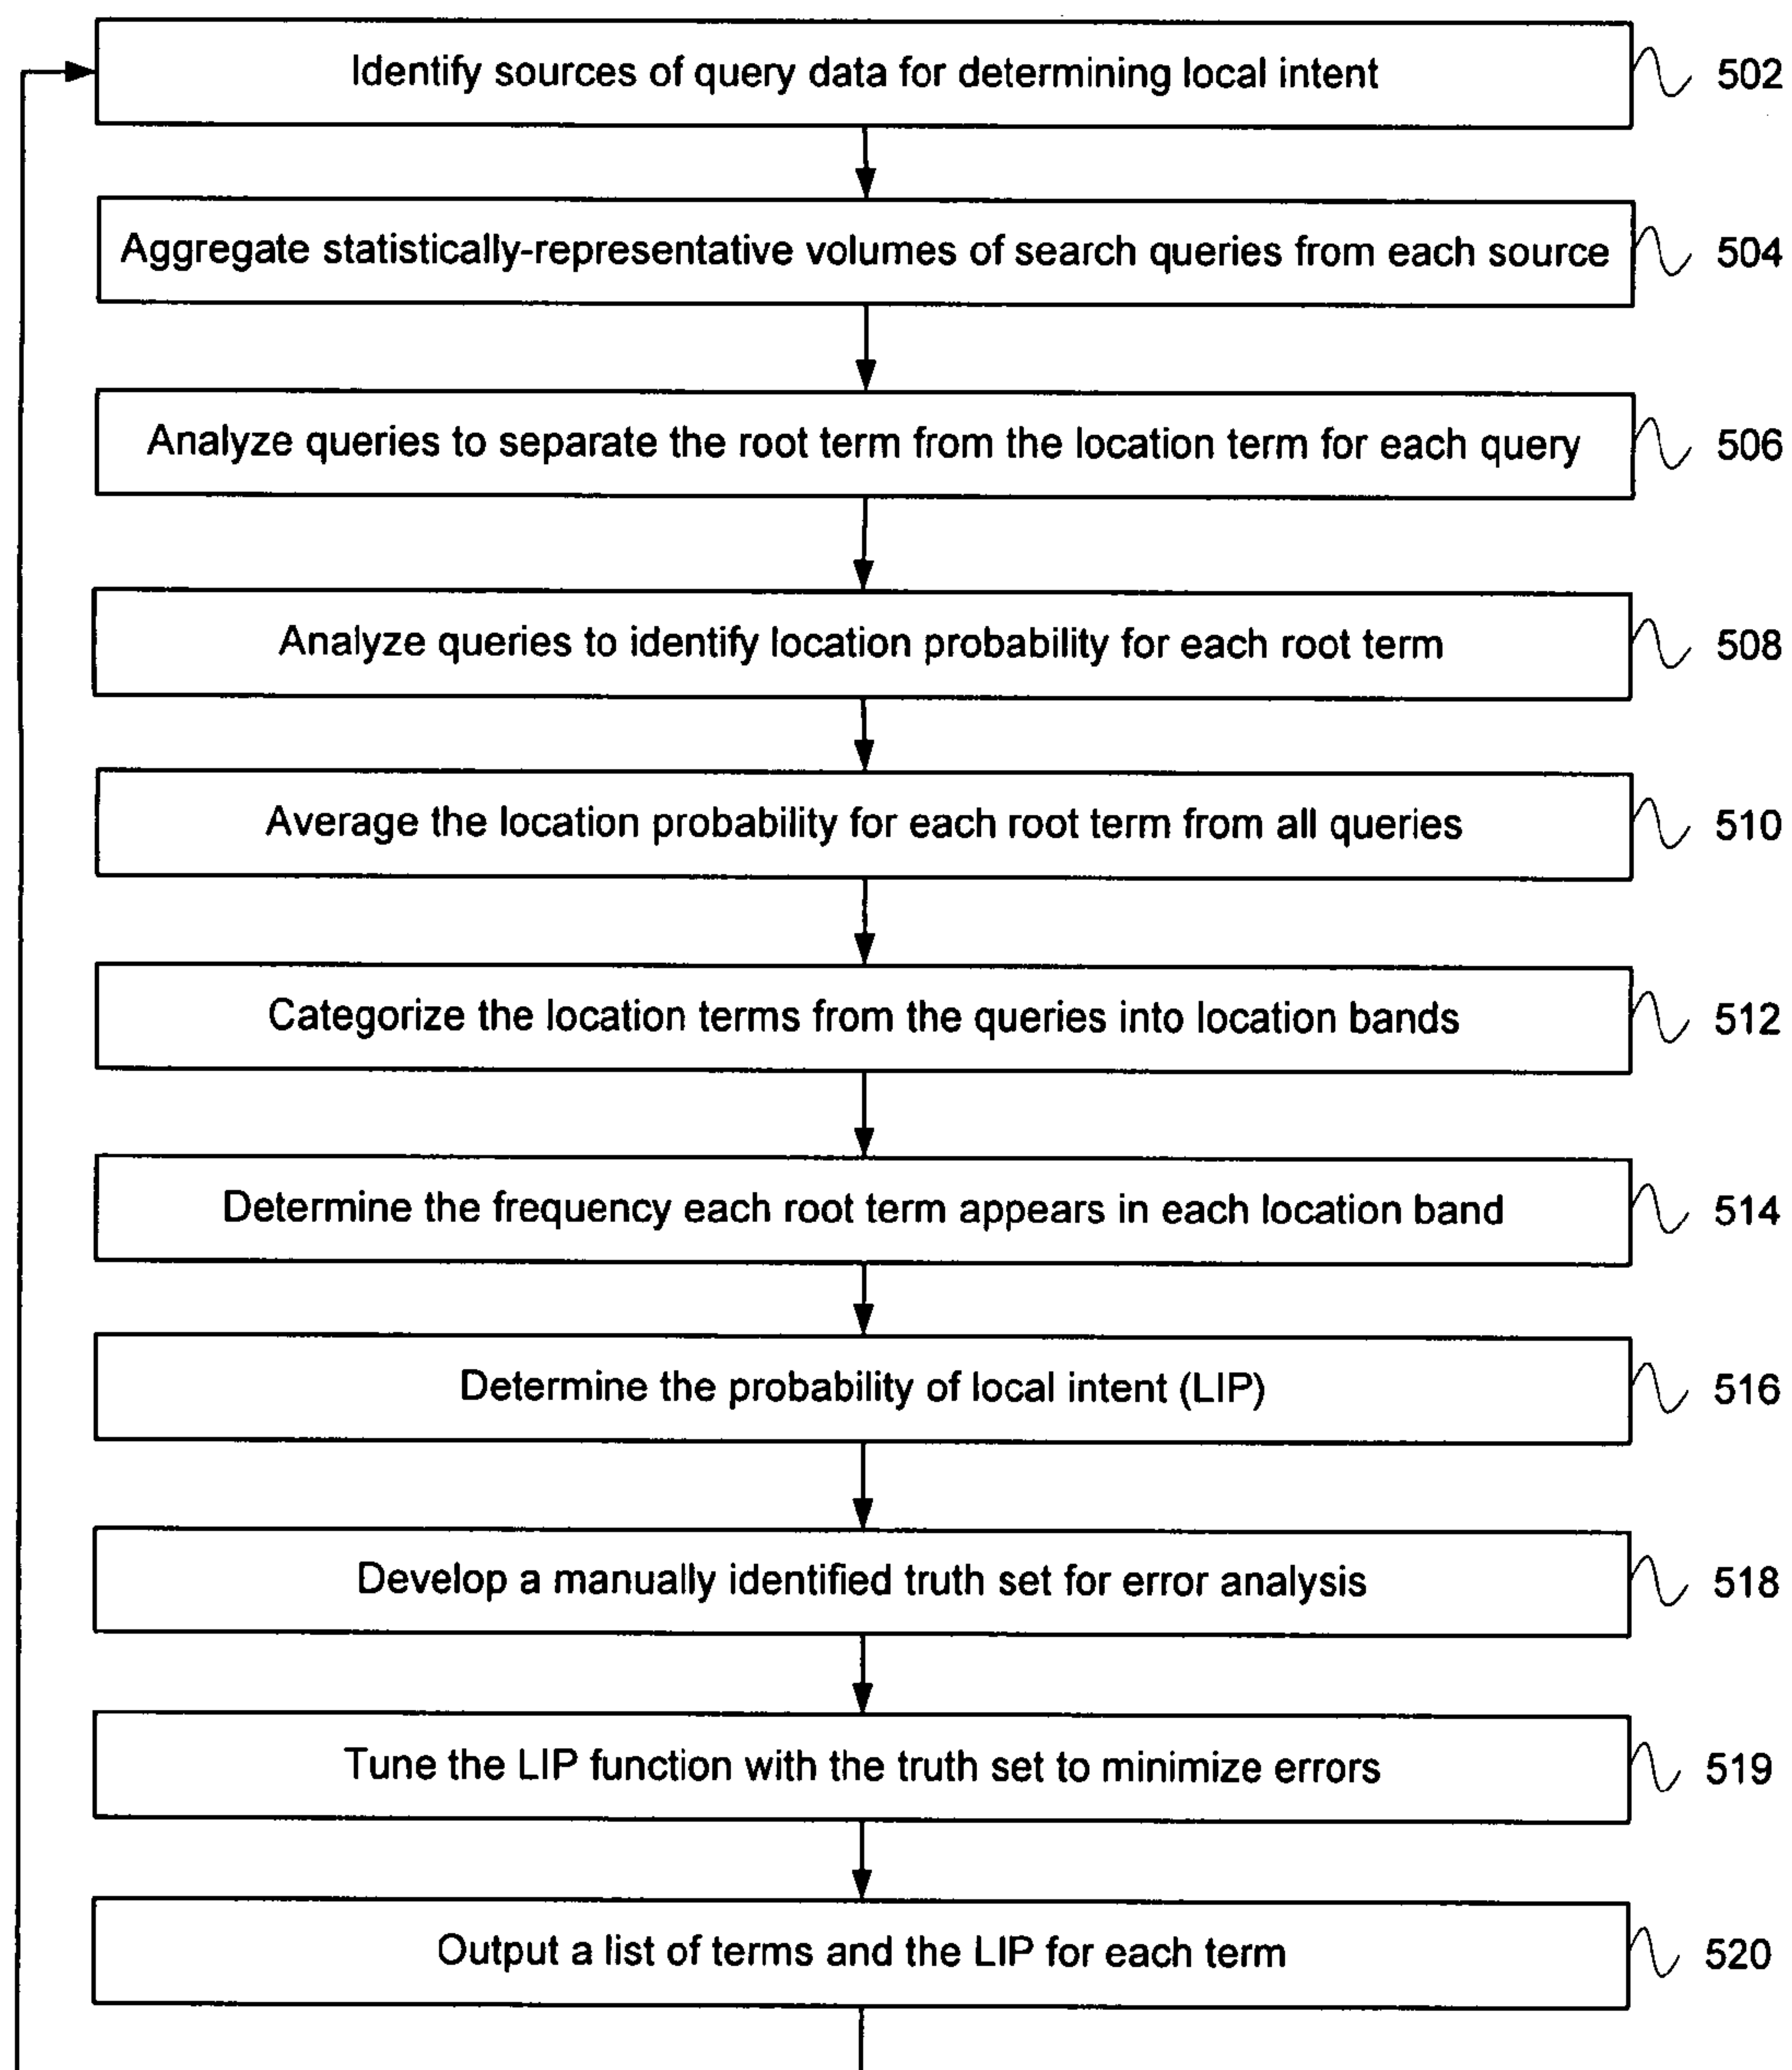 Identify sources of query data for determining local intent 502
Aggregate statistically-representative volumes of search queries from each source 504
Analyze queries to separate the root term from the location term for each query 506
Analyze queries to identify location probability for each root term 508
Average the location probability for each root term from all queries 510
Categorize the location terms from the queries into location bands 512
Determine the frequency each root term appears in each location band 514
Determine the probability of local intent (LIP) 516
Develop a manually identified truth set for error analysis 518
Tune the LIP function with the truth set to minimize errors 519
Output a list of terms and the LIP for each term 520